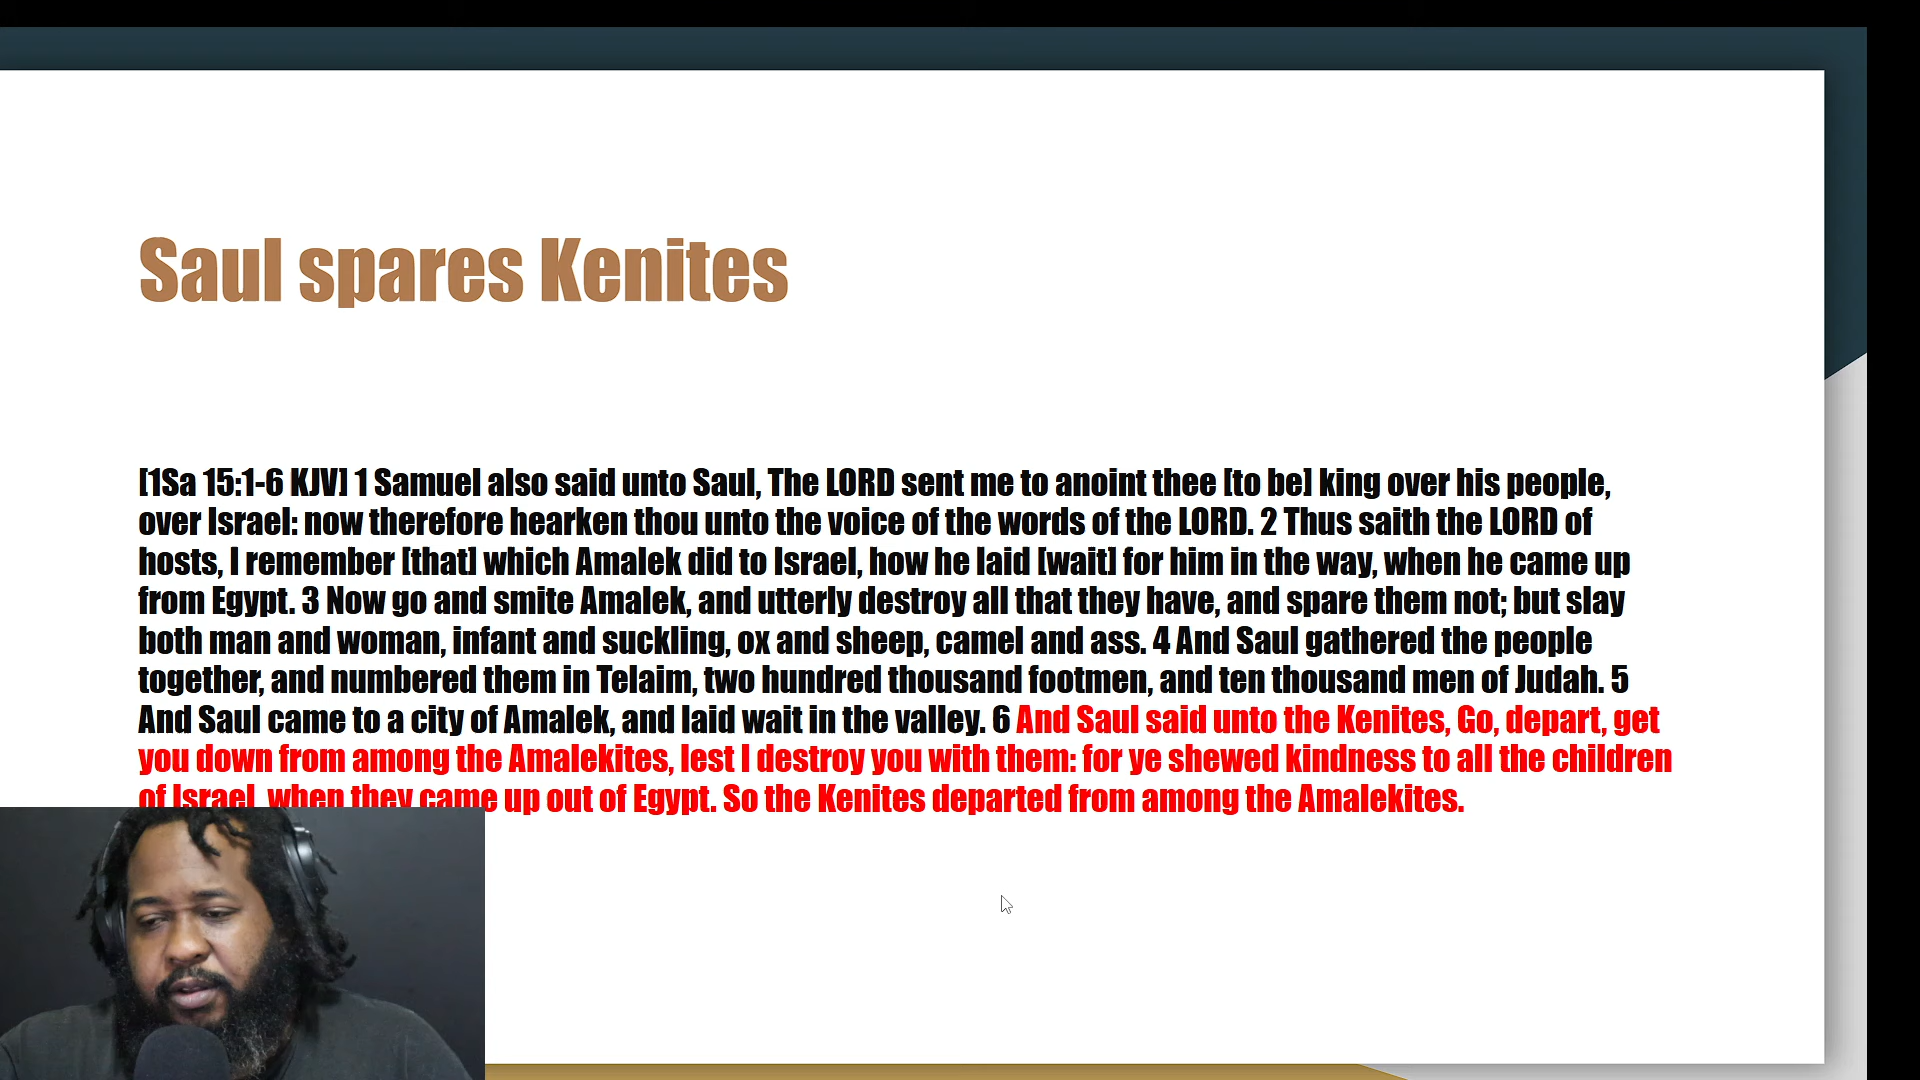 Saul spares Kenites
[1Sa 15:1-6 KJV] 1 Samuel also said unto Saul, The LORD sent me to anoint thee [to be] king over his people,
over Israel: now therefore hearken thou unto the voice of the words of the LORD. 2 Thus saith the LORD of
hosts, I remember [that] which Amalek did to Israel, how he laid [wait] for him in the way, when he came up
from Egypt. 3 Now go and smite Amalek, and utterly destroy all that they have, and spare them not; but slay
both man and woman, infant and suckling, ox and sheep, camel and ass. 4 And Saul gathered the people
together, and numbered them in Telaim, two hundred thousand footmen, and ten thousand men of Judah. 5
And Saul came to a city of Amalek, and laid wait in the valley. 6 And Saul said unto the Kenites, Go, depart, get
you down from among the Amalekites, lest I destroy you with them: for ye shewed kindness to all the children
of Israel, when they came up out of Egypt. So the Kenites departed from among the Amalekites.